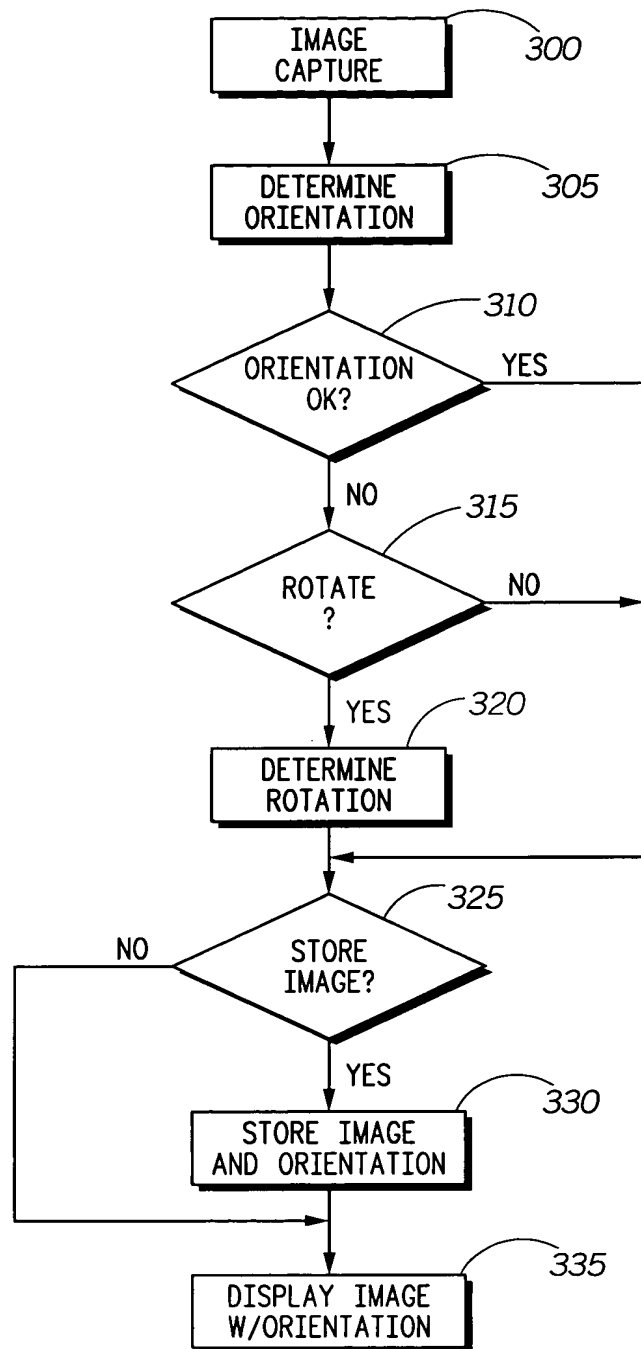 IMAGE
CAPTURE
300
DETERMINE
ORIENTATION
305
310
ORIENTATION
OK?
YES
NO
315
ROTATE
?
NO
YES
320
DETERMINE
ROTATION
325
NO
STORE
IMAGE?
YES
330
STORE IMAGE
AND ORIENTATION
335
DISPLAY IMAGE
W/ORIENTATION